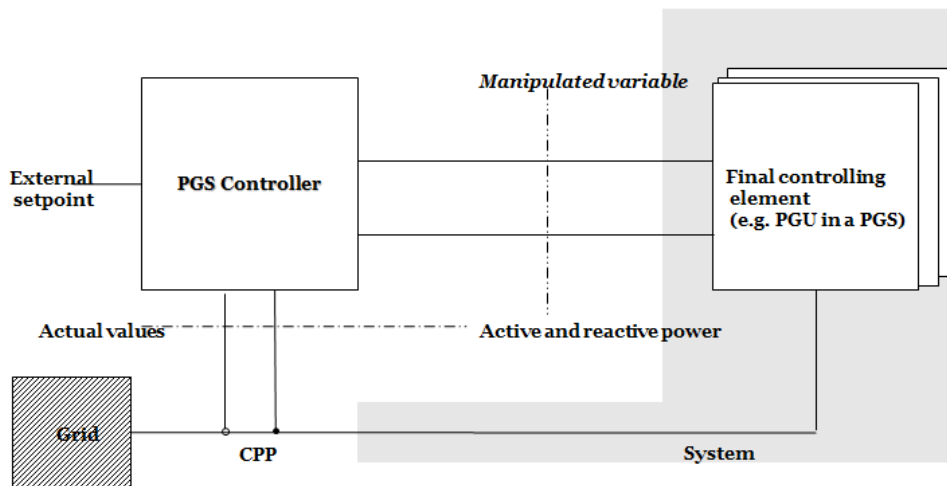 Manipulated variable
External
setpoint
PGS Controller
Final controlling
element
(e.g. PGU in a PGS)
Actual values
Active and reactive power
Grid
CPP
System